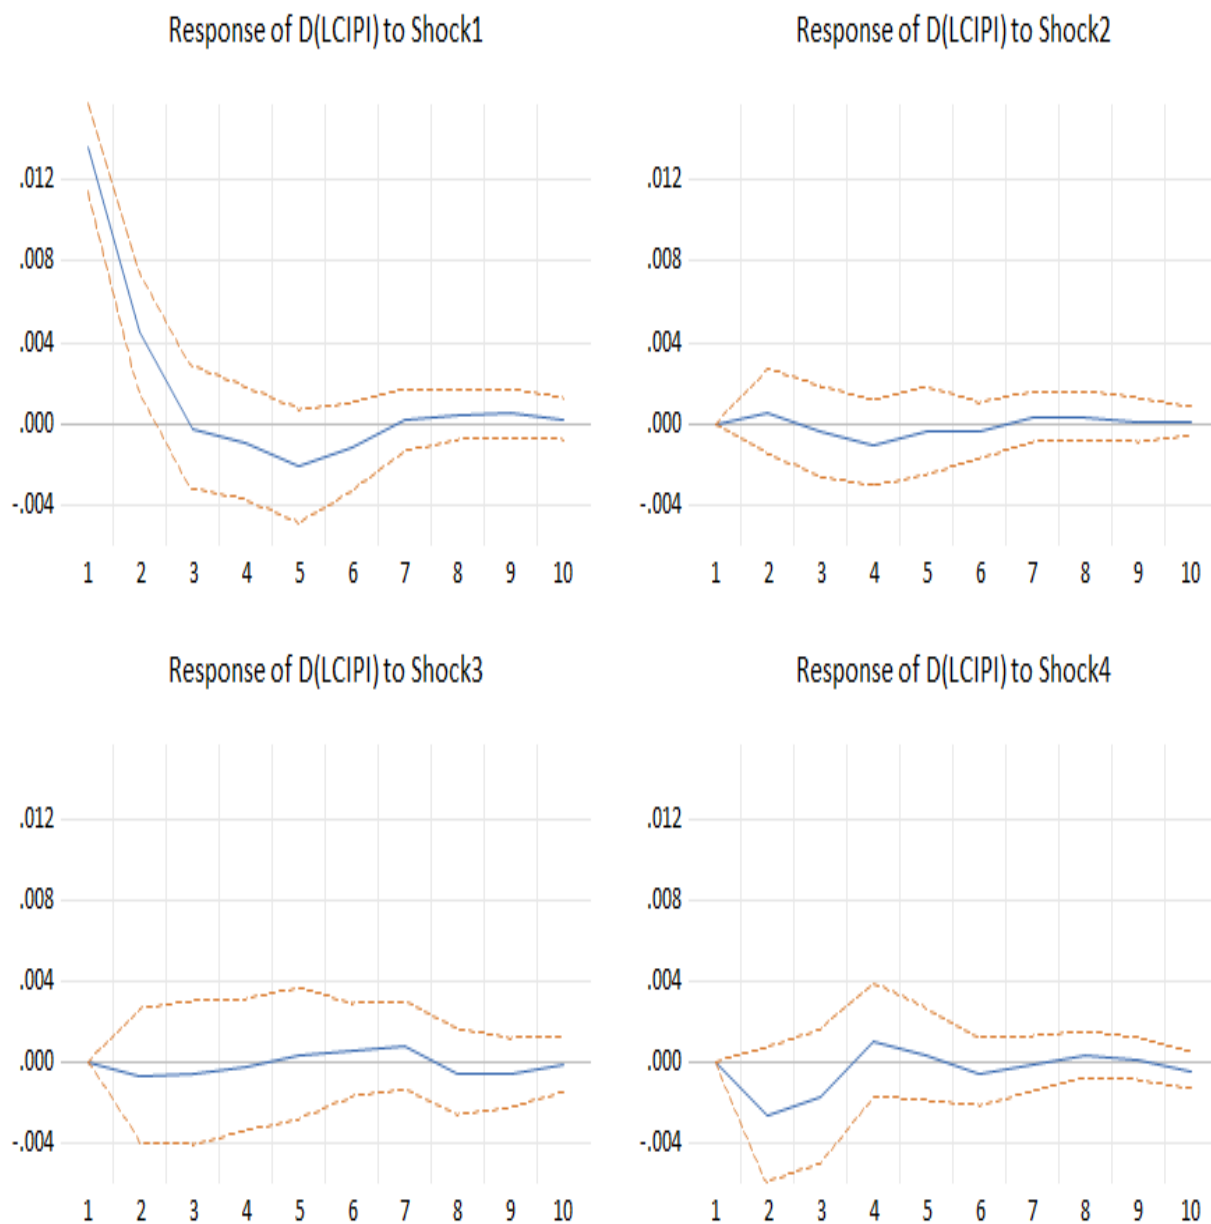 Response of D(LCIPI) to Shock1
.012
.008
.004
.000
-.004
1 2 3 4 5 6 7 8 9 10
Response of D(LCIPI) to Shock2
.012
.008
.004
.000
-.004
1 2 3 4 5 6 7 8 9 10
Response of D(LCIPI) to Shock3
.012
.008
.004
.000
-.004
1 2 3 4 5 6 7 8 9 10
Response of D(LCIPI) to Shock4
.012
.008
.004
.000
-.004
1 2 3 4 5 6 7 8 9 10